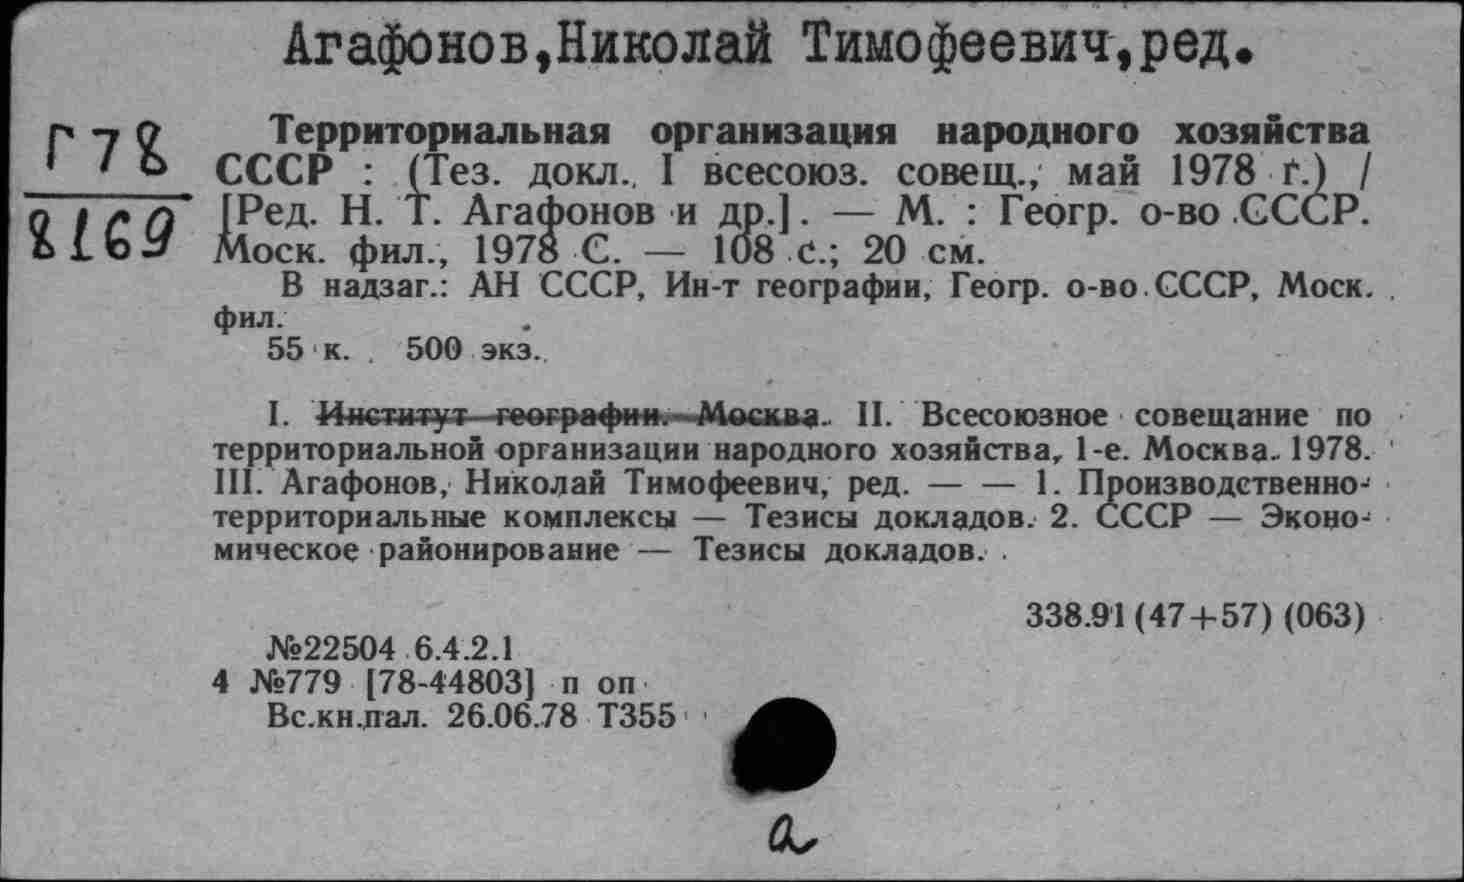 Агафонов,Николай Тимофеевич,ред.
Г78
2169
Территориальная организация народного хозяйства
СССР : (Тез. докл., I всесоюз. совещ., май 1978 г.) /
[Ред. Н. Т. Агафонов и др.]. — М. : Геогр. о-во СССР.
Моск. фил., 1978 С. — 108 с.; 20 см.
В надзаг.: АН СССР, Ин-т географии, Геогр. о-во СССР, Моск.
фил.
55 к. 500 экз.
I. Институт географии. Москва. II. Всесоюзное совещание по
территориальной организации народного хозяйства, 1-е. Москва. 1978.
III. Агафонов, Николай Тимофеевич, ред. — — 1. Производственно-
территориальные комплексы — Тезисы докладов. 2. СССР — Эконо-
мическое районирование — Тезисы докладов.
338.91 (47+57) (063)
№22504 6.4.2.1
4 №779 [78-44803] п оп
Вс.кн.пал. 26.06.78 Т355
а